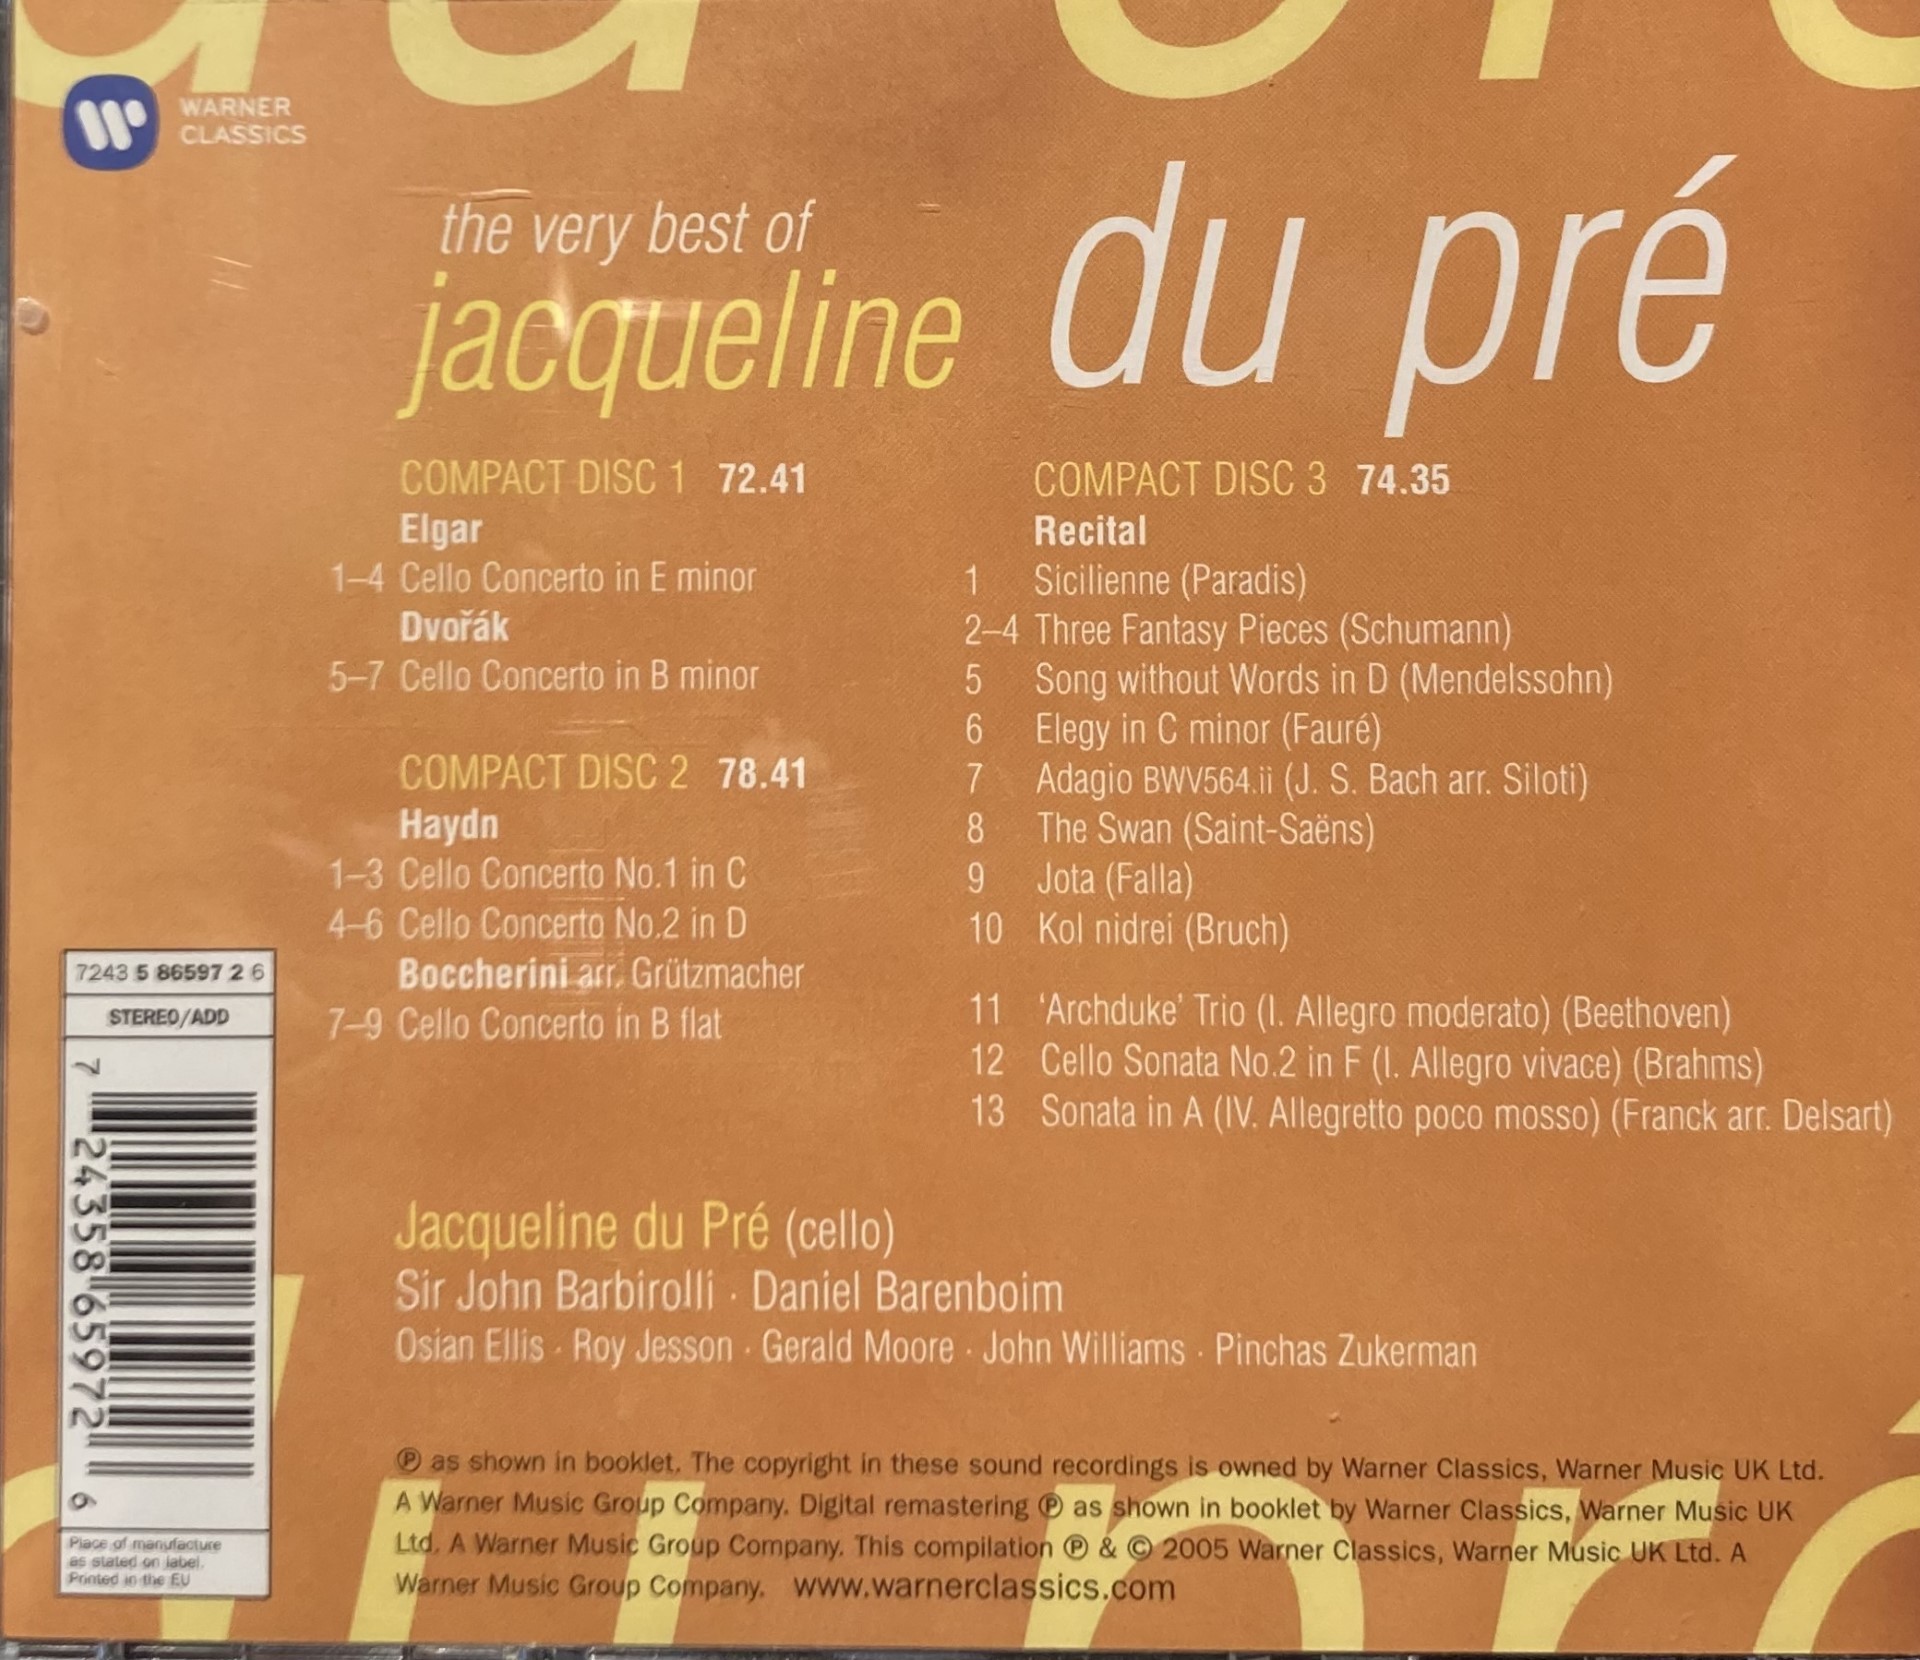 WARNER
CLASSICS
the very best of
jacqueline
du pré
COMPACT DISC 1 72.41
Elgar
1–4 Cello Concerto in E minor
Dvořák
5–7 Cello Concerto in B minor
COMPACT DISC 2 78.41
Haydn
1–3 Cello Concerto No.1 in C
4–6 Cello Concerto No.2 in D
Boccherini arr. Grützmacher
7–9 Cello Concerto in B flat
COMPACT DISC 3 74.35
Recital
1 Sicilienne (Paradis)
2–4 Three Fantasy Pieces (Schumann)
5 Song without Words in D (Mendelssohn)
6 Elegy in C minor (Fauré)
7 Adagio BWV564.ii (J. S. Bach arr. Siloti)
8 The Swan (Saint-Saëns)
9 Jota (Falla)
10 Kol nidrei (Bruch)
11 ‘Archduke’ Trio (I. Allegro moderato) (Beethoven)
12 Cello Sonata No.2 in F (I. Allegro vivace) (Brahms)
13 Sonata in A (IV. Allegretto poco mosso) (Franck arr. Delsart)
Jacqueline du Pré (cello)
Sir John Barbirolli · Daniel Barenboim
Osian Ellis · Roy Jesson · Gerald Moore · John Williams · Pinchas Zukerman
℗ as shown in booklet. The copyright in these sound recordings is owned by Warner Classics, Warner Music UK Ltd.
A Warner Music Group Company. Digital remastering ℗ as shown in booklet by Warner Classics, Warner Music UK
Ltd. A Warner Music Group Company. This compilation ℗ & © 2005 Warner Classics, Warner Music UK Ltd. A
Warner Music Group Company. www.warnerclassics.com
7243 5 86597 2 6
STEREO/ADD
7 24358 65972 6
Place of manufacture
as stated on label.
Printed in the EU